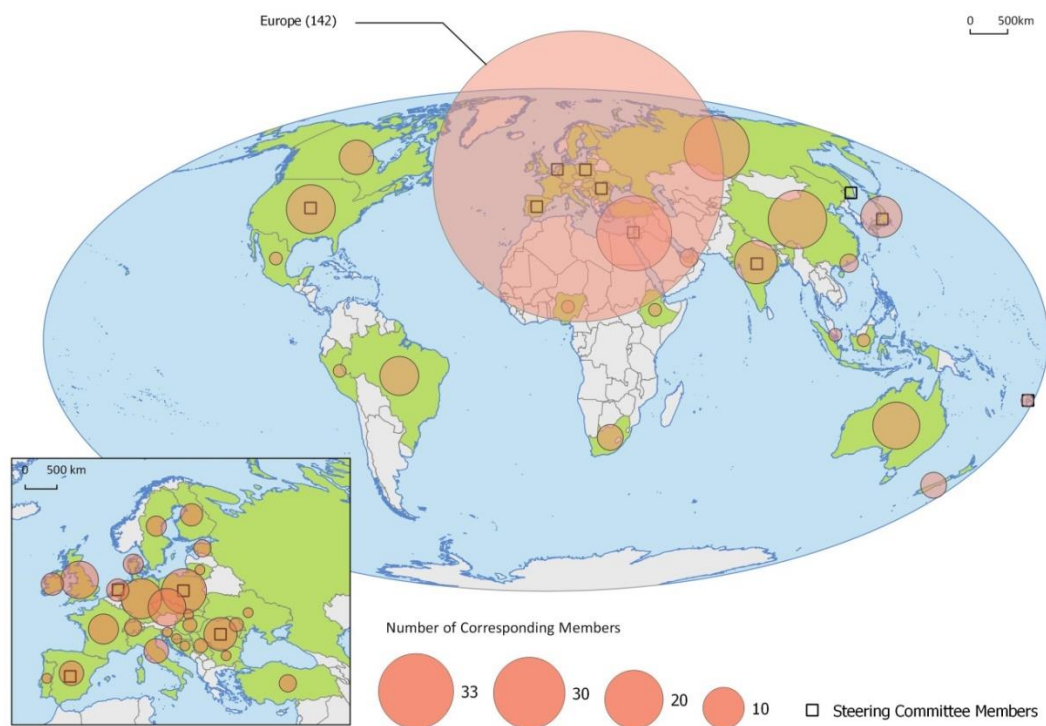 Europe (142)
0 500km
0 500 km
Number of Corresponding Members
33
30
20
10
Steering Committee Members